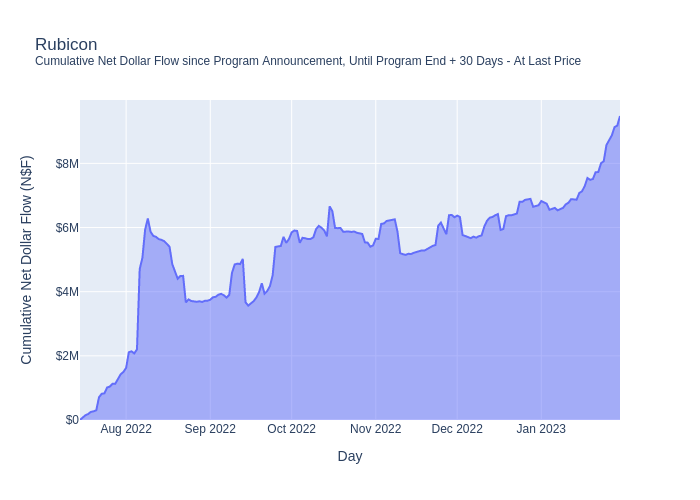 Rubicon
Cumulative Net Dollar Flow since Program Announcement, Until Program End + 30 Days - At Last Price
Cumulative Net Dollar Flow (N$F)
$8M
$6M
$4M
$2M
$0
Aug 2022
Sep 2022
Oct 2022
Nov 2022
Dec 2022
Jan 2023
Day